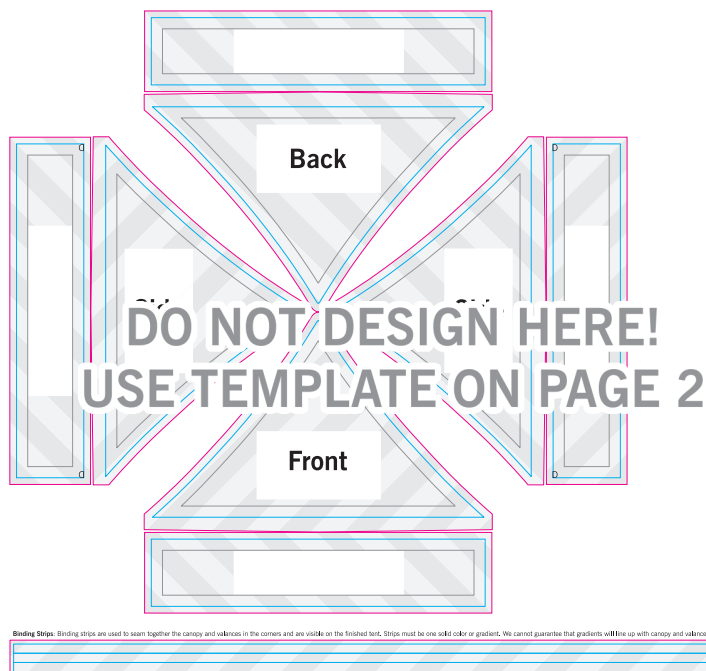 Back
DO NOT DESIGN HERE!
USE TEMPLATE ON PAGE 2
Front
Binding Strips: Binding strips are used to seam together the canopy and valances in the corners and are visible on the finished tent. Strips must be one solid color or gradient. We cannot guarantee that gradients will line up with canopy and valance